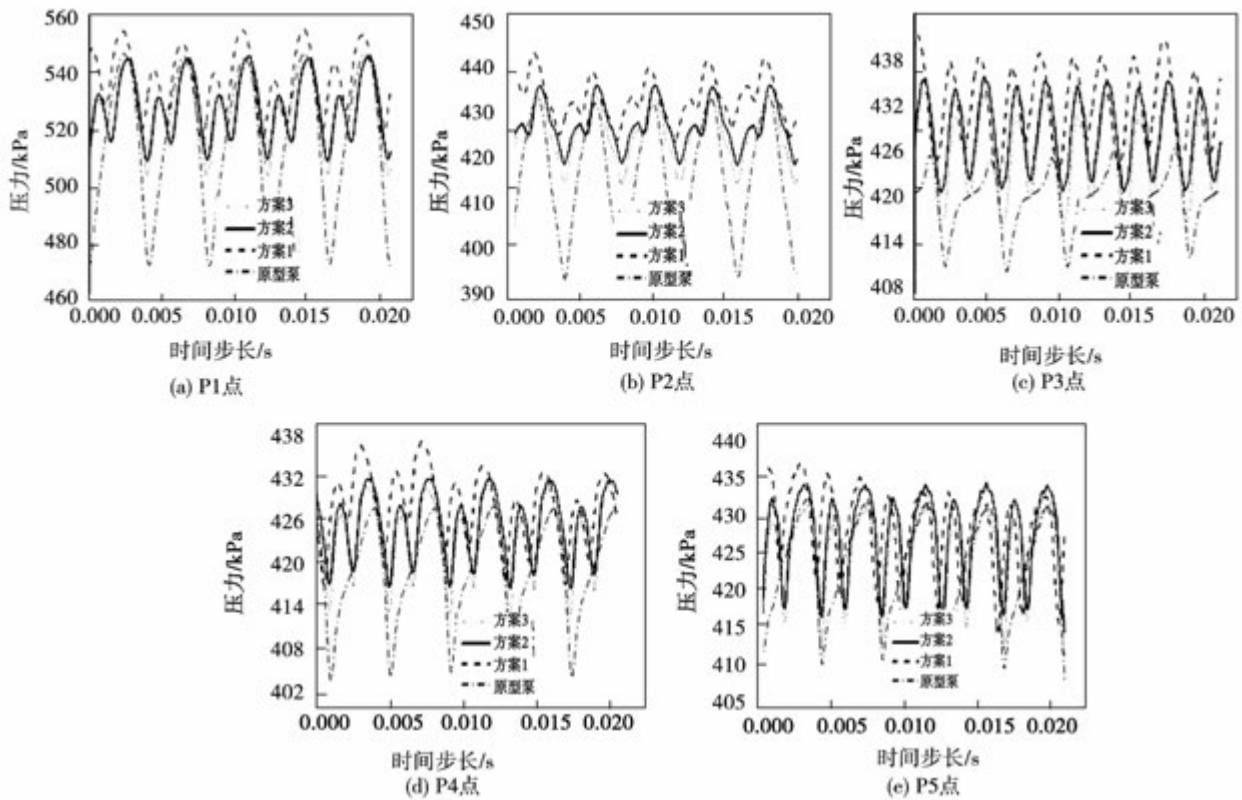 560
540
520
500
480
460
压力/kPa
方案3
方案2
方案1
原型泵
0.000 0.005 0.010 0.015 0.020
时间步长/s
(a) P1点
450
440
430
420
410
400
390
压力/kPa
方案3
方案2
方案1
原型泵
0.000 0.005 0.010 0.015 0.020
时间步长/s
(b) P2点
438
435
426
420
414
408
压力/kPa
方案3
方案2
方案1
原型泵
0.000 0.005 0.010 0.015 0.020
时间步长/s
(c) P3点
438
432
426
420
414
408
402
压力/kPa
方案3
方案2
方案1
原型泵
0.000 0.005 0.010 0.015 0.020
时间步长/s
(d) P4点
440
435
430
425
420
415
410
405
压力/kPa
方案3
方案2
方案1
原型泵
0.000 0.005 0.010 0.015 0.020
时间步长/s
(e) P5点